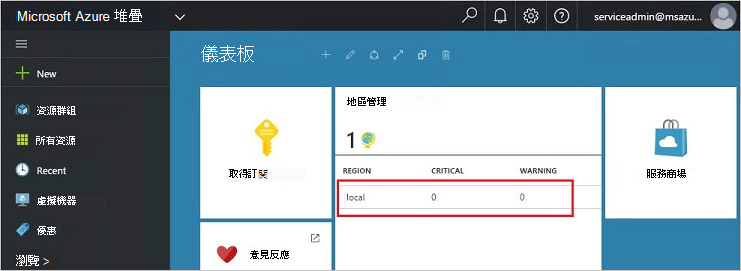 Microsoft Azure 堆疊
serviceadmin@msazu...
New
資源群組
所有資源
Recent
虛擬機器
優惠
瀏覽 >
儀表板
取得訂閱
意見反應
地區管理
1
REGION CRITICAL WARNING
local 0 0
服務商場